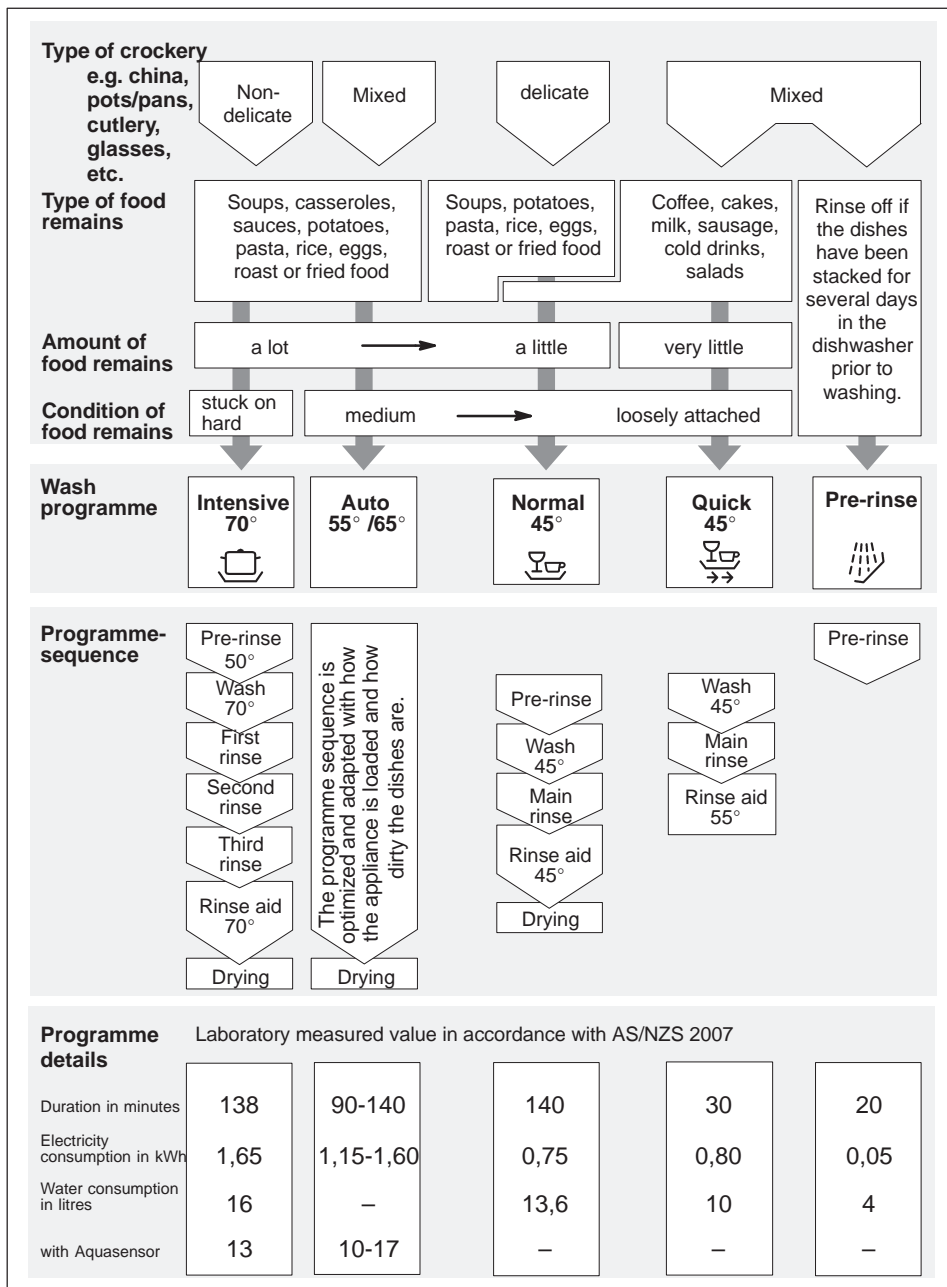 Type of crockery
e.g. china,
pots/pans,
cutlery,
glasses,
etc.
Non-
delicate
Mixed
delicate
Mixed
Type of food
remains
Soups, casseroles,
sauces, potatoes,
pasta, rice, eggs,
roast or fried food
Soups, potatoes,
pasta, rice, eggs,
roast or fried food
Coffee, cakes,
milk, sausage,
cold drinks,
salads
Rinse off if
the dishes
have been
stacked for
several days
in the
dishwasher
prior to
washing.
Amount of
food remains
a lot
a little
very little
Condition of
food remains
stuck on
hard
medium
loosely attached
Wash
programme
Intensive
70°
Auto
55° /65°
Normal
45°
Quick
45°
Pre-rinse
Programme-
sequence
Pre-rinse
50°
Wash
70°
First
rinse
Second
rinse
Third
rinse
Rinse aid
70°
Drying
The programme sequence is
optimized and adapted with how
the appliance is loaded and how
dirty the dishes are.
Drying
Pre-rinse
Wash
45°
Main
rinse
Rinse aid
45°
Drying
Wash
45°
Main
rinse
Rinse aid
55°
Pre-rinse
Programme
details
Laboratory measured value in accordance with AS/NZS 2007
Duration in minutes 138 90-140 140 30 20
Electricity
consumption in kWh 1,65 1,15-1,60 0,75 0,80 0,05
Water consumption
in litres 16 – 13,6 10 4
with Aquasensor 13 10-17 – – –